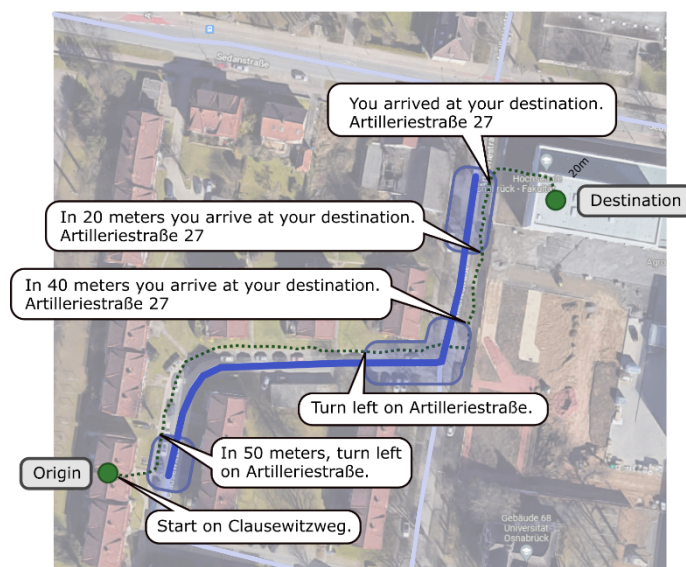 Sedanstraße
You arrived at your destination.
Artilleriestraße 27
20m
Destination
In 20 meters you arrive at your destination.
Artilleriestraße 27
In 40 meters you arrive at your destination.
Artilleriestraße 27
Turn left on Artilleriestraße.
In 50 meters, turn left
on Artilleriestraße.
Origin
Start on Clausewitzweg.
Gebäude 68
Universität
Osnabrück